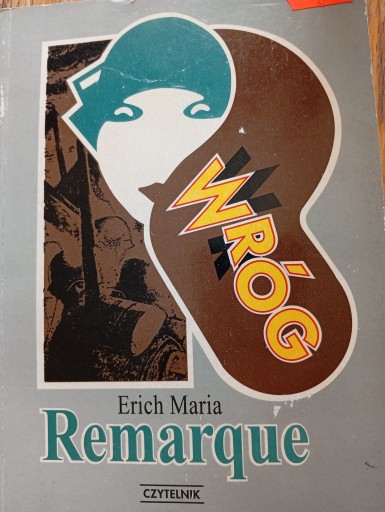 WRÓG
Erich Maria
Remarque
CZYTELNIK